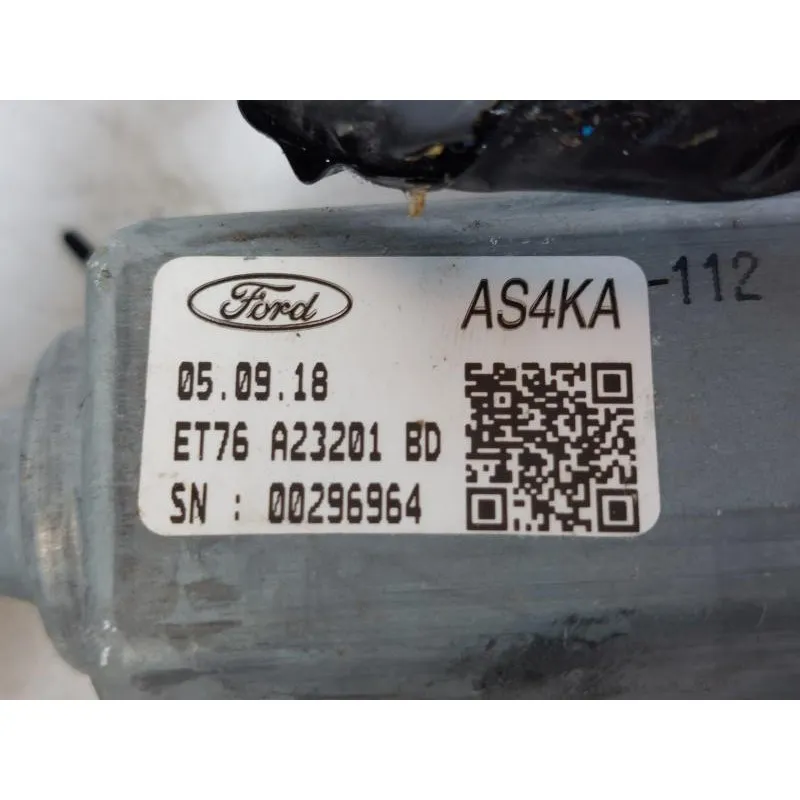 Ford AS4KA -112
05.09.18
ET76 A23201 BD
SN : 00296964